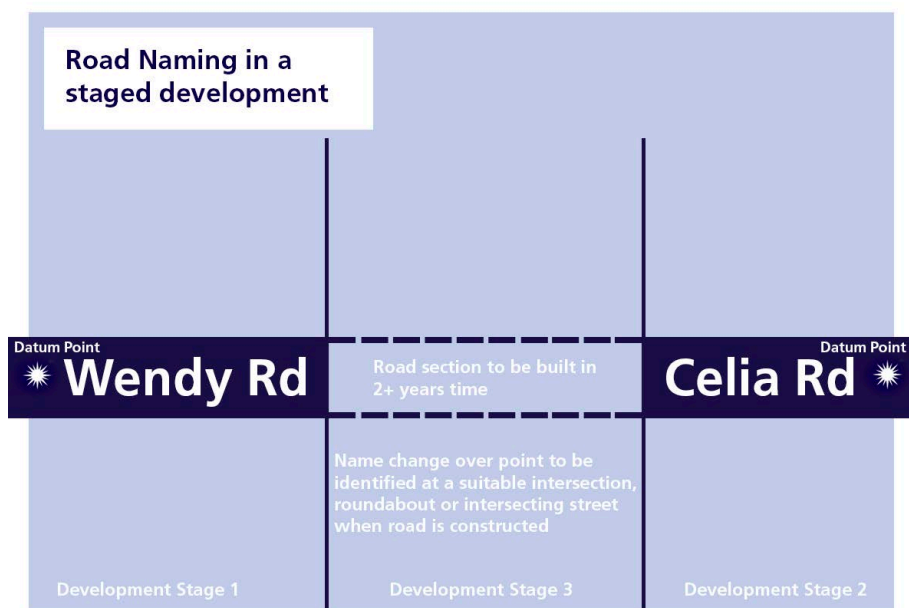 Road Naming in a
staged development
Datum Point
Wendy Rd
Road section to be built in
2+ years time
Datum Point
Celia Rd
Name change over point to be
identified at a suitable intersection,
roundabout or intersecting street
when road is constructed
Development Stage 1
Development Stage 3
Development Stage 2